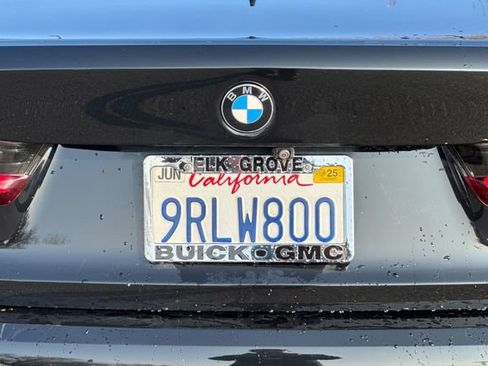 BMW
ELK GROVE
JUN California 25
9RLW800
BUICK GMC